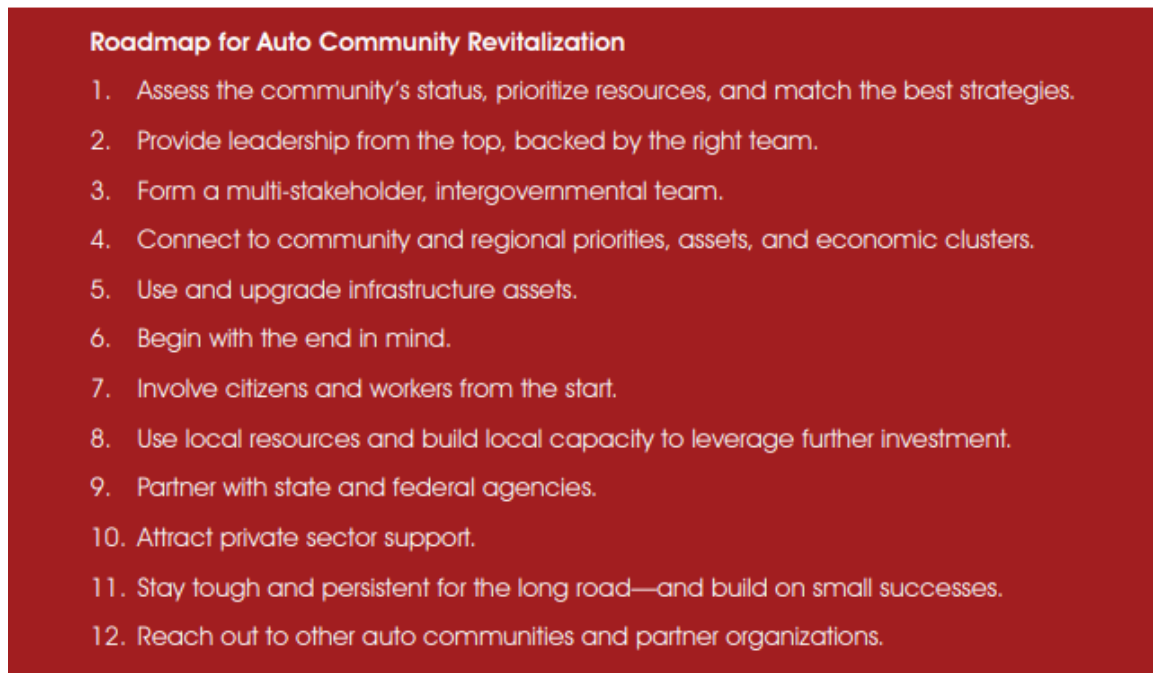 Roadmap for Auto Community Revitalization
1. Assess the community's status, prioritize resources, and match the best strategies.
2. Provide leadership from the top, backed by the right team.
3. Form a multi-stakeholder, intergovernmental team.
4. Connect to community and regional priorities, assets, and economic clusters.
5. Use and upgrade infrastructure assets.
6. Begin with the end in mind.
7. Involve citizens and workers from the start.
8. Use local resources and build local capacity to leverage further investment.
9. Partner with state and federal agencies.
10. Attract private sector support.
11. Stay tough and persistent for the long road—and build on small successes.
12. Reach out to other auto communities and partner organizations.